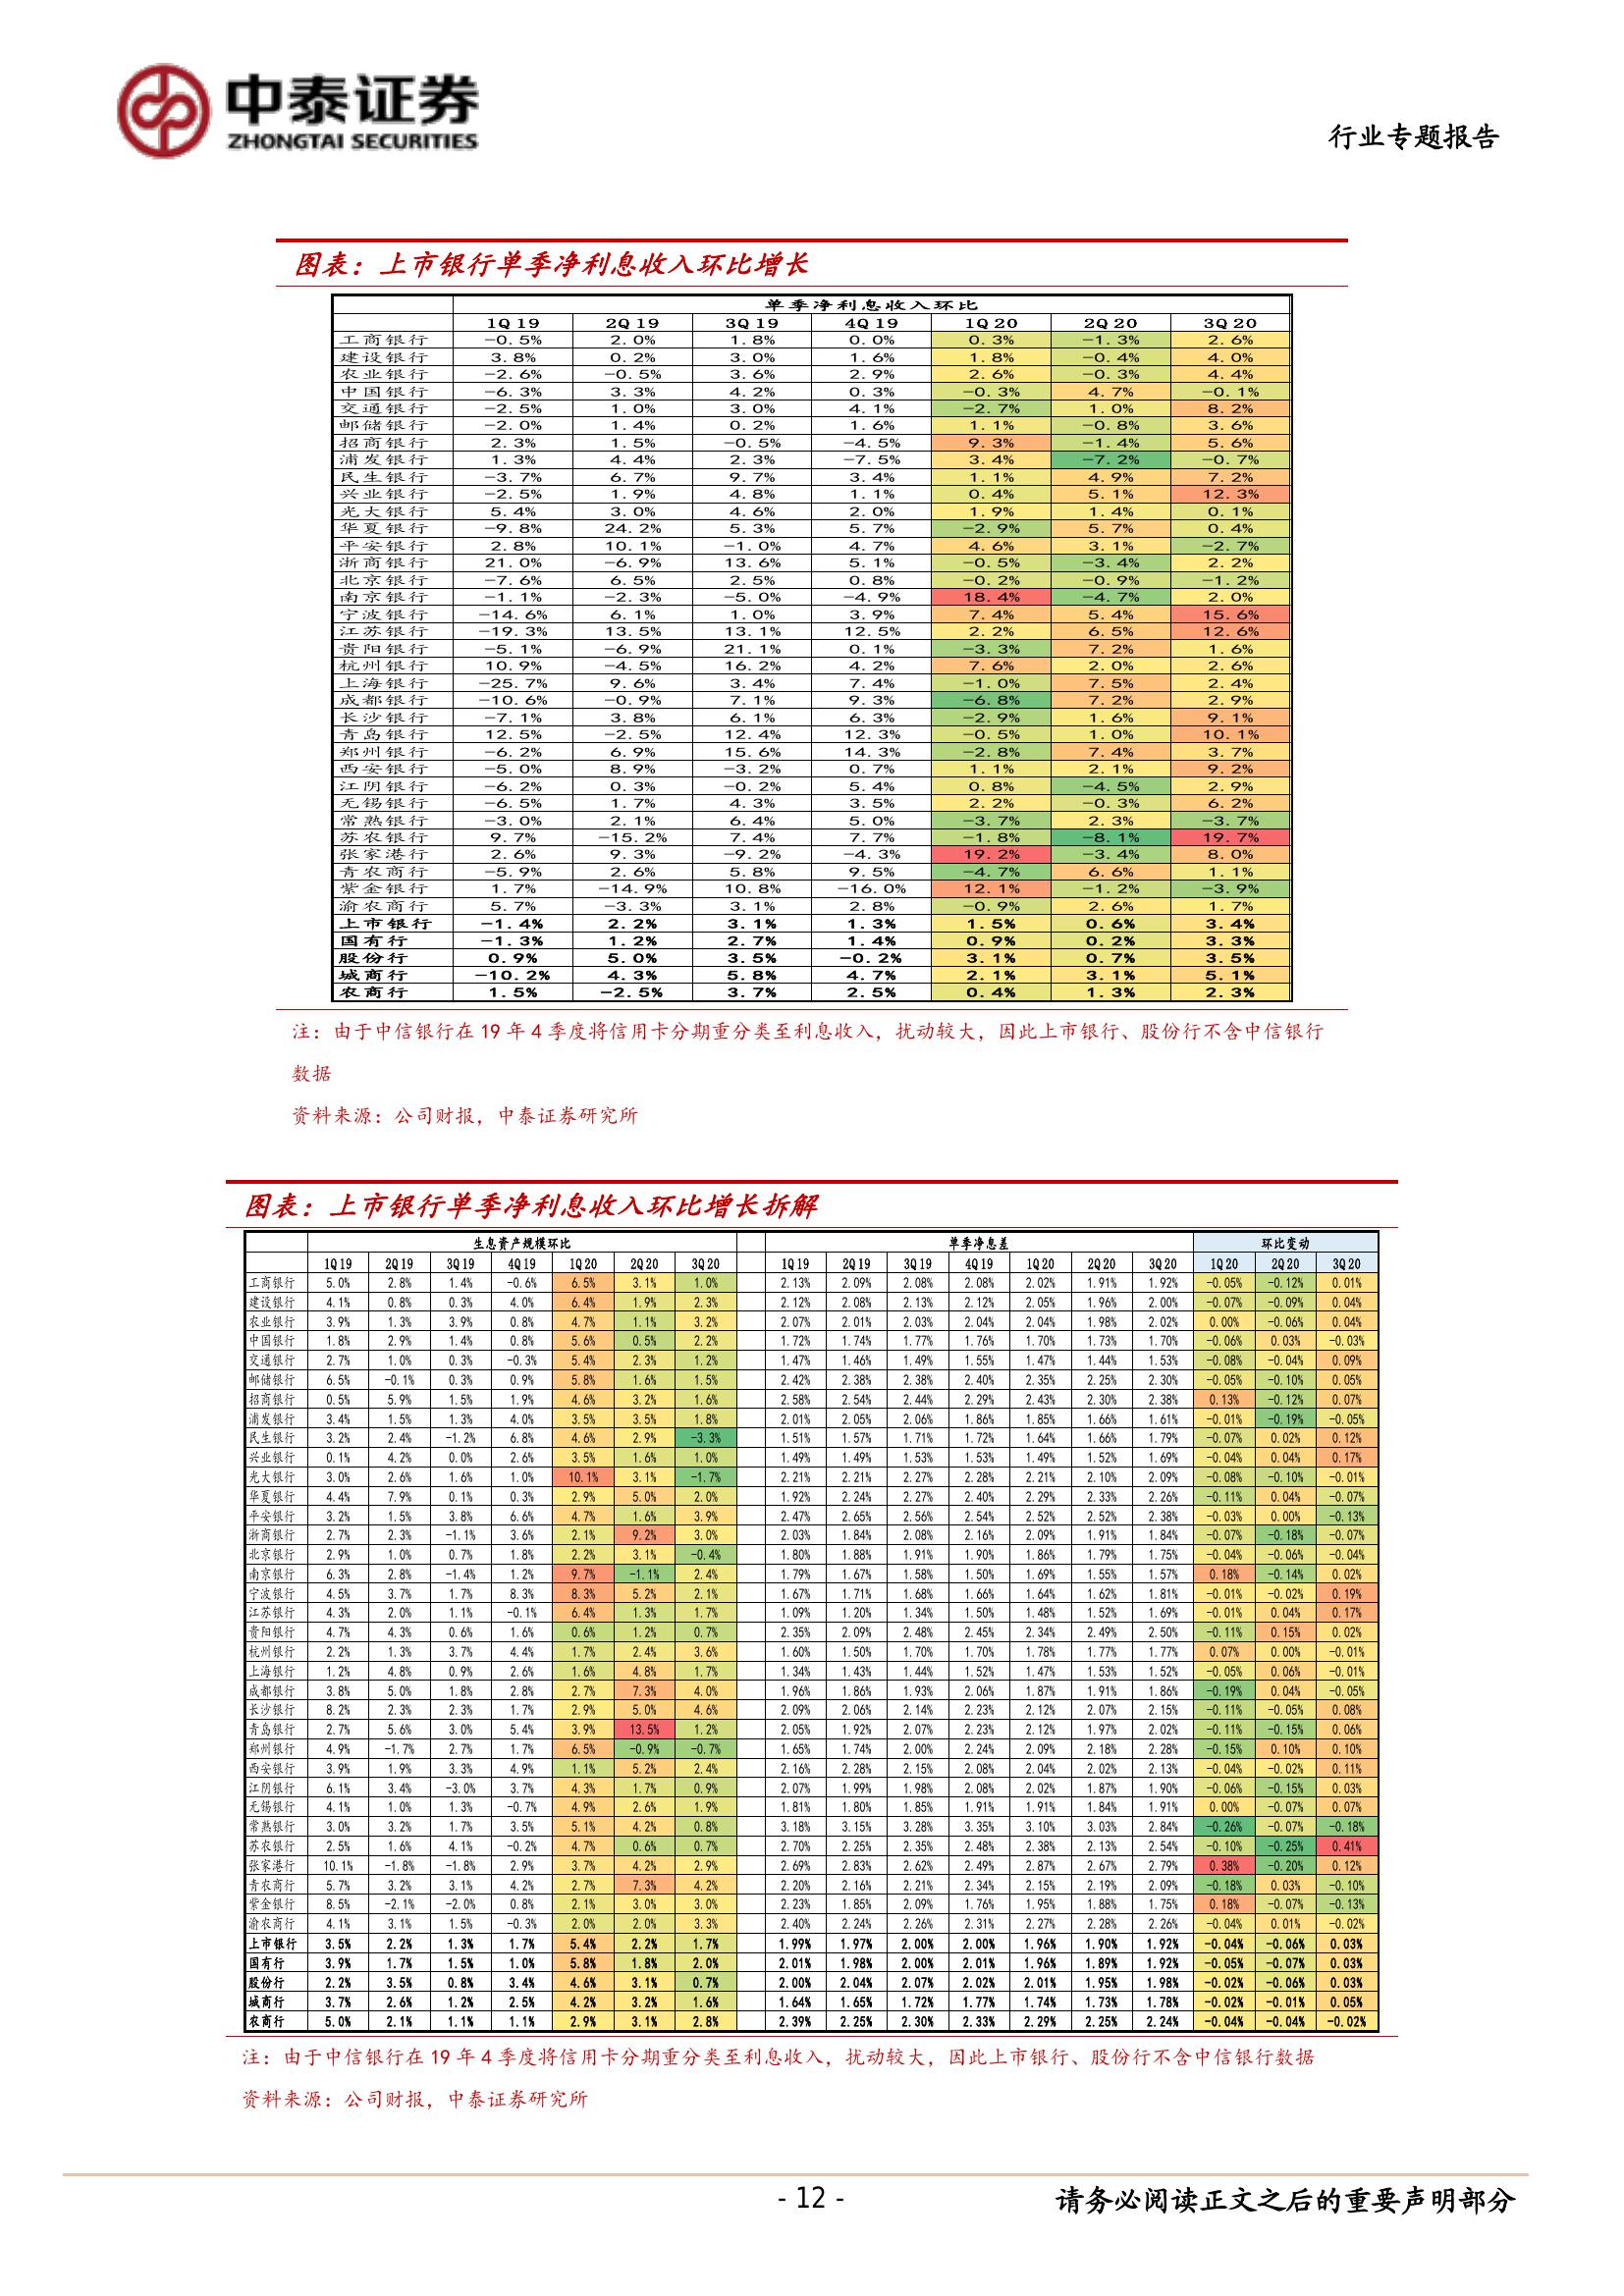 中泰证券
ZHONGTAI SECURITIES
行业专题报告
图表：上市银行单季净利息收入环比增长
单季净利息收入环比
1Q19 2Q19 3Q19 4Q19 1Q20 2Q20 3Q20
工商银行 -0.5% 2.0% 1.8% 0.0% 0.3% -1.3% 2.6%
建设银行 3.8% 0.2% 3.0% 1.6% 1.8% -0.4% 4.0%
农业银行 -2.6% -0.5% 3.6% 2.9% 2.6% -0.3% 4.4%
中国银行 -6.3% 3.3% 4.2% 0.3% -0.3% 4.7% -0.1%
交通银行 -2.5% 1.0% 3.0% 4.1% -2.7% 1.0% 8.2%
邮储银行 -2.0% 1.4% 0.2% 1.6% 1.1% -0.8% 3.6%
招商银行 2.3% 1.5% -0.5% -4.5% 9.3% -1.4% 5.6%
浦发银行 1.3% 4.4% 2.3% -7.5% 3.4% -7.2% -0.7%
民生银行 -3.7% 6.7% 9.7% 3.4% 1.1% 4.9% 7.2%
兴业银行 -2.5% 1.9% 4.8% 1.1% 0.4% 5.1% 12.3%
光大银行 5.4% 3.0% 4.6% 2.0% 1.9% 1.4% 0.1%
华夏银行 -9.8% 24.2% 5.3% 5.7% -2.9% 5.7% 0.4%
平安银行 2.8% 10.1% -1.0% 4.7% 4.6% 3.1% -2.7%
浙商银行 21.0% -6.9% 13.6% 5.1% -0.5% -3.4% 2.2%
北京银行 -7.6% 6.5% 2.5% 0.8% -0.2% -0.9% -1.2%
南京银行 -1.1% -2.3% -5.0% -4.9% 18.4% -4.7% 2.0%
宁波银行 -14.6% 6.1% 1.0% 3.9% 7.4% 5.4% 15.6%
江苏银行 -19.3% 13.5% 13.1% 12.5% 2.2% 6.5% 12.6%
贵阳银行 -5.1% -6.9% 21.1% 0.1% -3.3% 7.2% 1.6%
杭州银行 10.9% -4.5% 16.2% 4.2% 7.6% 2.0% 2.6%
上海银行 -25.7% 9.6% 3.4% 7.4% -1.0% 7.5% 2.4%
成都银行 -10.6% -0.9% 7.1% 9.3% -6.8% 7.2% 2.9%
长沙银行 -7.1% 3.8% 6.1% 6.3% -2.9% 1.6% 9.1%
青岛银行 12.5% -2.5% 12.4% 12.3% -0.5% 1.0% 10.1%
郑州银行 -6.2% 6.9% 15.6% 14.3% -2.8% 7.4% 3.7%
西安银行 -5.0% 8.9% -3.2% 0.7% 1.1% 2.1% 9.2%
江阴银行 -6.2% 0.3% -0.2% 5.4% 0.8% -4.5% 2.9%
无锡银行 -6.5% 1.7% 4.3% 3.5% 2.2% -0.3% 6.2%
常熟银行 -3.0% 2.1% 6.4% 5.0% -3.7% 2.3% -3.7%
苏农银行 9.7% -15.2% 7.4% 7.7% -1.8% -8.1% 19.7%
张家港行 2.6% 9.3% -9.2% -4.3% 19.2% -3.4% 8.0%
青农商行 -5.9% 2.6% 5.8% 9.5% -4.7% 6.6% 1.1%
紫金银行 1.7% -14.9% 10.8% -16.0% 12.1% -1.2% -3.9%
渝农商行 5.7% -3.3% 3.1% 2.8% -0.9% 2.6% 1.7%
上市银行 -1.4% 2.2% 3.1% 1.3% 1.5% 0.6% 3.4%
国有行 -1.3% 1.2% 2.7% 1.4% 0.9% 0.2% 3.3%
股份行 0.9% 5.0% 3.5% -0.2% 3.1% 0.7% 3.5%
城商行 -10.2% 4.3% 5.8% 4.7% 2.1% 3.1% 5.1%
农商行 1.5% -2.5% 3.7% 2.5% 0.4% 1.3% 2.3%
注：由于中信银行在 19 年 4 季度将信用卡分期重分类至利息收入，扰动较大，因此上市银行、股份行不含中信银行
数据
资料来源：公司财报，中泰证券研究所
图表：上市银行单季净利息收入环比增长拆解
生息资产规模环比 单季净息差 环比变动
1Q19 2Q19 3Q19 4Q19 1Q20 2Q20 3Q20 1Q19 2Q19 3Q19 4Q19 1Q20 2Q20 3Q20 1Q20 2Q20 3Q20
工商银行 5.0% 2.8% 1.4% -0.6% 6.5% 3.1% 1.0% 2.13% 2.09% 2.08% 2.08% 2.02% 1.91% 1.92% -0.05% -0.12% 0.01%
建设银行 4.1% 0.8% 0.3% 4.0% 6.4% 1.9% 2.3% 2.12% 2.08% 2.13% 2.12% 2.05% 1.96% 2.00% -0.07% -0.09% 0.04%
农业银行 3.9% 1.3% 3.9% 0.8% 4.7% 1.1% 3.2% 2.07% 2.01% 2.03% 2.04% 2.04% 1.98% 2.02% 0.00% -0.06% 0.04%
中国银行 1.8% 2.9% 1.4% 0.8% 5.6% 0.5% 2.2% 1.72% 1.74% 1.77% 1.76% 1.70% 1.73% 1.70% -0.06% 0.03% -0.03%
交通银行 2.7% 1.0% 0.3% -0.3% 5.4% 2.3% 1.2% 1.47% 1.46% 1.49% 1.55% 1.47% 1.44% 1.53% -0.08% -0.04% 0.09%
邮储银行 6.5% -0.1% 0.3% 0.9% 5.8% 1.6% 1.5% 2.42% 2.38% 2.38% 2.40% 2.35% 2.25% 2.30% -0.05% -0.10% 0.05%
招商银行 0.5% 5.9% 1.5% 1.9% 4.6% 3.2% 1.6% 2.58% 2.54% 2.44% 2.29% 2.43% 2.30% 2.38% 0.13% -0.12% 0.07%
浦发银行 3.4% 1.5% 1.3% 4.0% 3.5% 3.5% 1.8% 2.01% 2.05% 2.06% 1.86% 1.85% 1.66% 1.61% -0.01% -0.19% -0.05%
民生银行 3.2% 2.4% -1.2% 6.8% 4.6% 2.9% -3.3% 1.51% 1.57% 1.71% 1.72% 1.64% 1.66% 1.79% -0.07% 0.02% 0.12%
兴业银行 0.1% 4.2% 0.0% 2.6% 3.5% 1.6% 1.0% 1.49% 1.49% 1.53% 1.53% 1.49% 1.52% 1.69% -0.04% 0.04% 0.17%
光大银行 3.0% 2.6% 1.6% 1.0% 10.1% 3.1% -1.7% 2.21% 2.21% 2.27% 2.28% 2.21% 2.10% 2.09% -0.08% -0.10% -0.01%
华夏银行 4.4% 7.9% 0.1% 0.3% 2.9% 5.0% 2.0% 1.92% 2.24% 2.27% 2.40% 2.29% 2.33% 2.26% -0.11% 0.04% -0.07%
平安银行 3.2% 1.5% 3.8% 6.6% 4.7% 1.6% 3.9% 2.47% 2.65% 2.56% 2.54% 2.52% 2.52% 2.38% -0.03% 0.00% -0.13%
浙商银行 2.7% 2.3% -1.1% 3.6% 2.1% 9.2% 3.0% 2.03% 1.84% 2.08% 2.16% 2.09% 1.91% 1.84% -0.07% -0.18% -0.07%
北京银行 2.9% 1.0% 0.7% 1.8% 2.2% 3.1% -0.4% 1.80% 1.88% 1.91% 1.90% 1.86% 1.79% 1.75% -0.04% -0.06% -0.04%
南京银行 6.3% 2.8% -1.4% 1.2% 9.7% -1.1% 2.4% 1.79% 1.67% 1.58% 1.50% 1.69% 1.55% 1.57% 0.18% -0.14% 0.02%
宁波银行 4.5% 3.7% 1.7% 8.3% 8.3% 5.2% 2.1% 1.67% 1.71% 1.68% 1.66% 1.64% 1.62% 1.81% -0.01% -0.02% 0.19%
江苏银行 4.3% 2.0% 1.1% -0.1% 6.4% 1.3% 1.7% 1.09% 1.20% 1.34% 1.50% 1.48% 1.52% 1.69% -0.01% 0.04% 0.17%
贵阳银行 4.7% 4.3% 0.6% 1.6% 0.6% 1.2% 0.7% 2.35% 2.09% 2.48% 2.45% 2.34% 2.49% 2.50% -0.11% 0.15% 0.02%
杭州银行 2.2% 1.3% 3.7% 4.4% 1.7% 2.4% 3.6% 1.60% 1.50% 1.70% 1.70% 1.78% 1.77% 1.77% 0.07% 0.00% -0.01%
上海银行 1.2% 4.8% 0.9% 2.6% 1.6% 4.8% 1.7% 1.34% 1.43% 1.44% 1.52% 1.47% 1.53% 1.52% -0.05% 0.06% -0.01%
成都银行 3.8% 5.0% 1.8% 2.8% 2.7% 7.3% 4.0% 1.96% 1.86% 1.93% 2.06% 1.87% 1.91% 1.86% -0.19% 0.04% -0.05%
长沙银行 8.2% 2.3% 2.3% 1.7% 2.9% 5.0% 4.6% 2.09% 2.06% 2.14% 2.23% 2.12% 2.07% 2.15% -0.11% -0.05% 0.08%
青岛银行 2.7% 5.6% 3.0% 5.4% 3.9% 13.5% 1.2% 2.05% 1.92% 2.07% 2.23% 2.12% 1.97% 2.02% -0.11% -0.15% 0.06%
郑州银行 4.9% -1.7% 2.7% 1.7% 6.5% -0.9% -0.7% 1.65% 1.74% 2.00% 2.24% 2.09% 2.18% 2.28% -0.15% 0.10% 0.10%
西安银行 3.9% 1.9% 3.3% 4.9% 1.1% 5.2% 2.4% 2.16% 2.28% 2.15% 2.08% 2.04% 2.02% 2.13% -0.04% -0.02% 0.11%
江阴银行 6.1% 3.4% -3.0% 3.7% 4.3% 1.7% 0.9% 2.07% 1.99% 1.98% 2.08% 2.02% 1.87% 1.90% -0.06% -0.15% 0.03%
无锡银行 4.1% 1.0% 1.3% -0.7% 4.9% 2.6% 1.9% 1.81% 1.80% 1.85% 1.91% 1.91% 1.84% 1.91% 0.00% -0.07% 0.07%
常熟银行 3.0% 3.2% 1.7% 3.5% 5.1% 4.2% 0.8% 3.18% 3.15% 3.28% 3.35% 3.10% 3.03% 2.84% -0.26% -0.07% -0.18%
苏农银行 2.5% 1.6% 4.1% -0.2% 4.7% 0.6% 0.7% 2.70% 2.25% 2.35% 2.48% 2.38% 2.13% 2.54% -0.10% -0.25% 0.41%
张家港行 10.1% -1.8% -1.8% 2.9% 3.7% 4.2% 2.9% 2.69% 2.83% 2.62% 2.49% 2.87% 2.67% 2.79% 0.38% -0.20% 0.12%
青农商行 5.7% 3.2% 3.1% 4.2% 2.7% 7.3% 4.2% 2.20% 2.16% 2.21% 2.34% 2.15% 2.19% 2.09% -0.18% 0.03% -0.10%
紫金银行 8.5% -2.1% -2.0% 0.8% 2.1% 3.0% 3.0% 2.23% 1.85% 2.09% 1.76% 1.95% 1.88% 1.75% 0.18% -0.07% -0.13%
渝农商行 4.1% 3.1% 1.5% -0.3% 2.0% 2.0% 3.3% 2.40% 2.24% 2.26% 2.31% 2.27% 2.28% 2.26% -0.04% 0.01% -0.02%
上市银行 3.5% 2.2% 1.3% 1.7% 5.4% 2.2% 1.7% 1.99% 1.97% 2.00% 2.00% 1.96% 1.90% 1.92% -0.04% -0.06% 0.03%
国有行 3.9% 1.7% 1.5% 1.0% 5.8% 1.8% 2.0% 2.01% 1.98% 2.00% 2.01% 1.96% 1.89% 1.92% -0.05% -0.07% 0.03%
股份行 2.2% 3.5% 0.8% 3.4% 4.6% 3.1% 0.7% 2.00% 2.04% 2.07% 2.02% 2.01% 1.95% 1.98% -0.02% -0.06% 0.03%
城商行 3.7% 2.6% 1.2% 2.5% 4.2% 3.2% 1.6% 1.64% 1.65% 1.72% 1.77% 1.74% 1.73% 1.78% -0.02% -0.01% 0.05%
农商行 5.0% 2.1% 1.1% 1.1% 2.9% 3.1% 2.8% 2.39% 2.25% 2.30% 2.33% 2.29% 2.25% 2.24% -0.04% -0.04% -0.02%
注：由于中信银行在 19 年 4 季度将信用卡分期重分类至利息收入，扰动较大，因此上市银行、股份行不含中信银行数据
资料来源：公司财报，中泰证券研究所
- 12 -
请务必阅读正文之后的重要声明部分